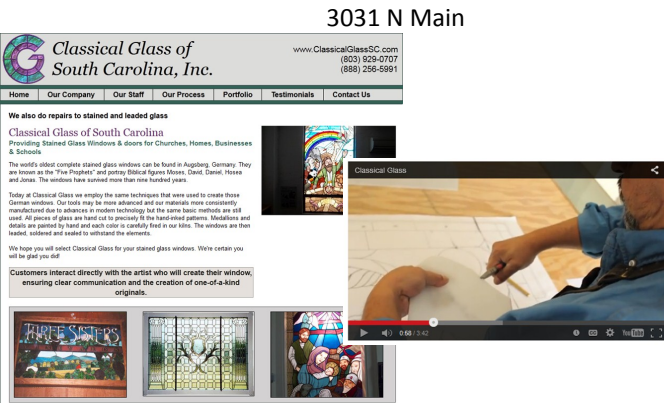 3031 N Main
Classical Glass of
South Carolina, Inc.
www.ClassicalGlassSC.com
(803) 929-0707
(888) 256-5991
Home Our Company Our Staff Our Process Portfolio Testimonials Contact Us
We also do repairs to stained and leaded glass
Classical Glass of South Carolina
Providing Stained Glass Windows & doors for Churches, Homes, Businesses
& Schools
The world's oldest complete stained glass windows can be found in Augsberg, Germany. They
are known as the "Five Prophets" and portray Biblical figures Moses, David, Daniel, Hosea
and Jonas. The windows have survived more than nine hundred years.
Today at Classical Glass we employ the same techniques that were used to create those
German windows. Our tools may be more advanced and our materials more consistently
manufactured due to advances in modern technology but the same basic methods are still
used. All pieces of glass are hand cut to precisely fit the hand-inked patterns. Medallions and
details are painted by hand and each color is carefully fired in our kilns. The windows are then
leaded, soldered and sealed to withstand the elements.
We hope you will select Classical Glass for your stained glass windows. We're certain you
will be glad you did!
Customers interact directly with the artist who will create their window,
ensuring clear communication and the creation of one-of-a-kind
originals.
Classical Glass
0:58 / 3:42
CC
YouTube
THREE SISTERS